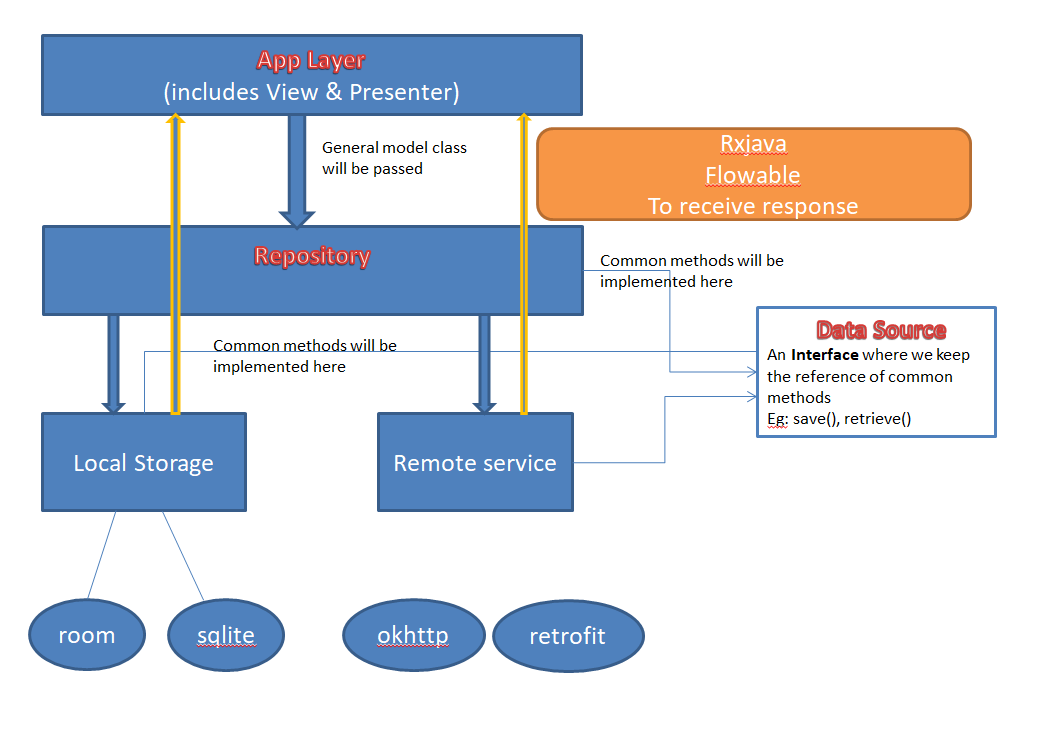 App Layer
(includes View & Presenter)
General model class
will be passed
Rxjava
Flowable
To receive response
Repository
Common methods will be
implemented here
Data Source
An Interface where we keep
the reference of common
methods
Eg: save(), retrieve()
Common methods will be
implemented here
Local Storage
Remote service
room
sqlite
okhttp
retrofit